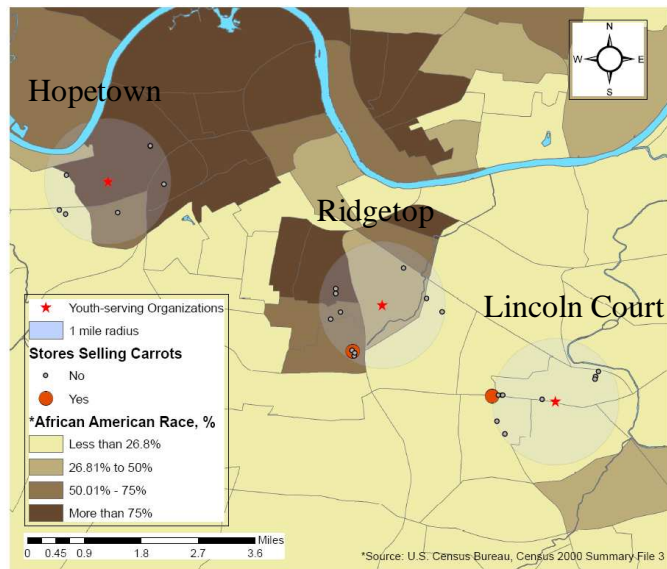 N
W E
S
Hopetown
Ridgetop
Lincoln Court
Youth-serving Organizations
1 mile radius
Stores Selling Carrots
No
Yes
*African American Race, %
Less than 26.8%
26.81% to 50%
50.01% - 75%
More than 75%
Miles
0 0.45 0.9 1.8 2.7 3.6
*Source: U.S. Census Bureau, Census 2000 Summary File 3